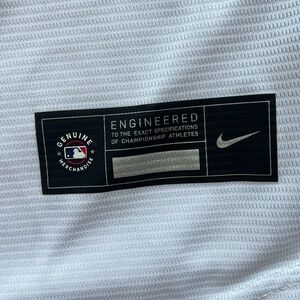 GENUINE
MERCHANDISE
ENGINEERED
TO THE EXACT SPECIFICATIONS
OF CHAMPIONSHIP ATHLETES